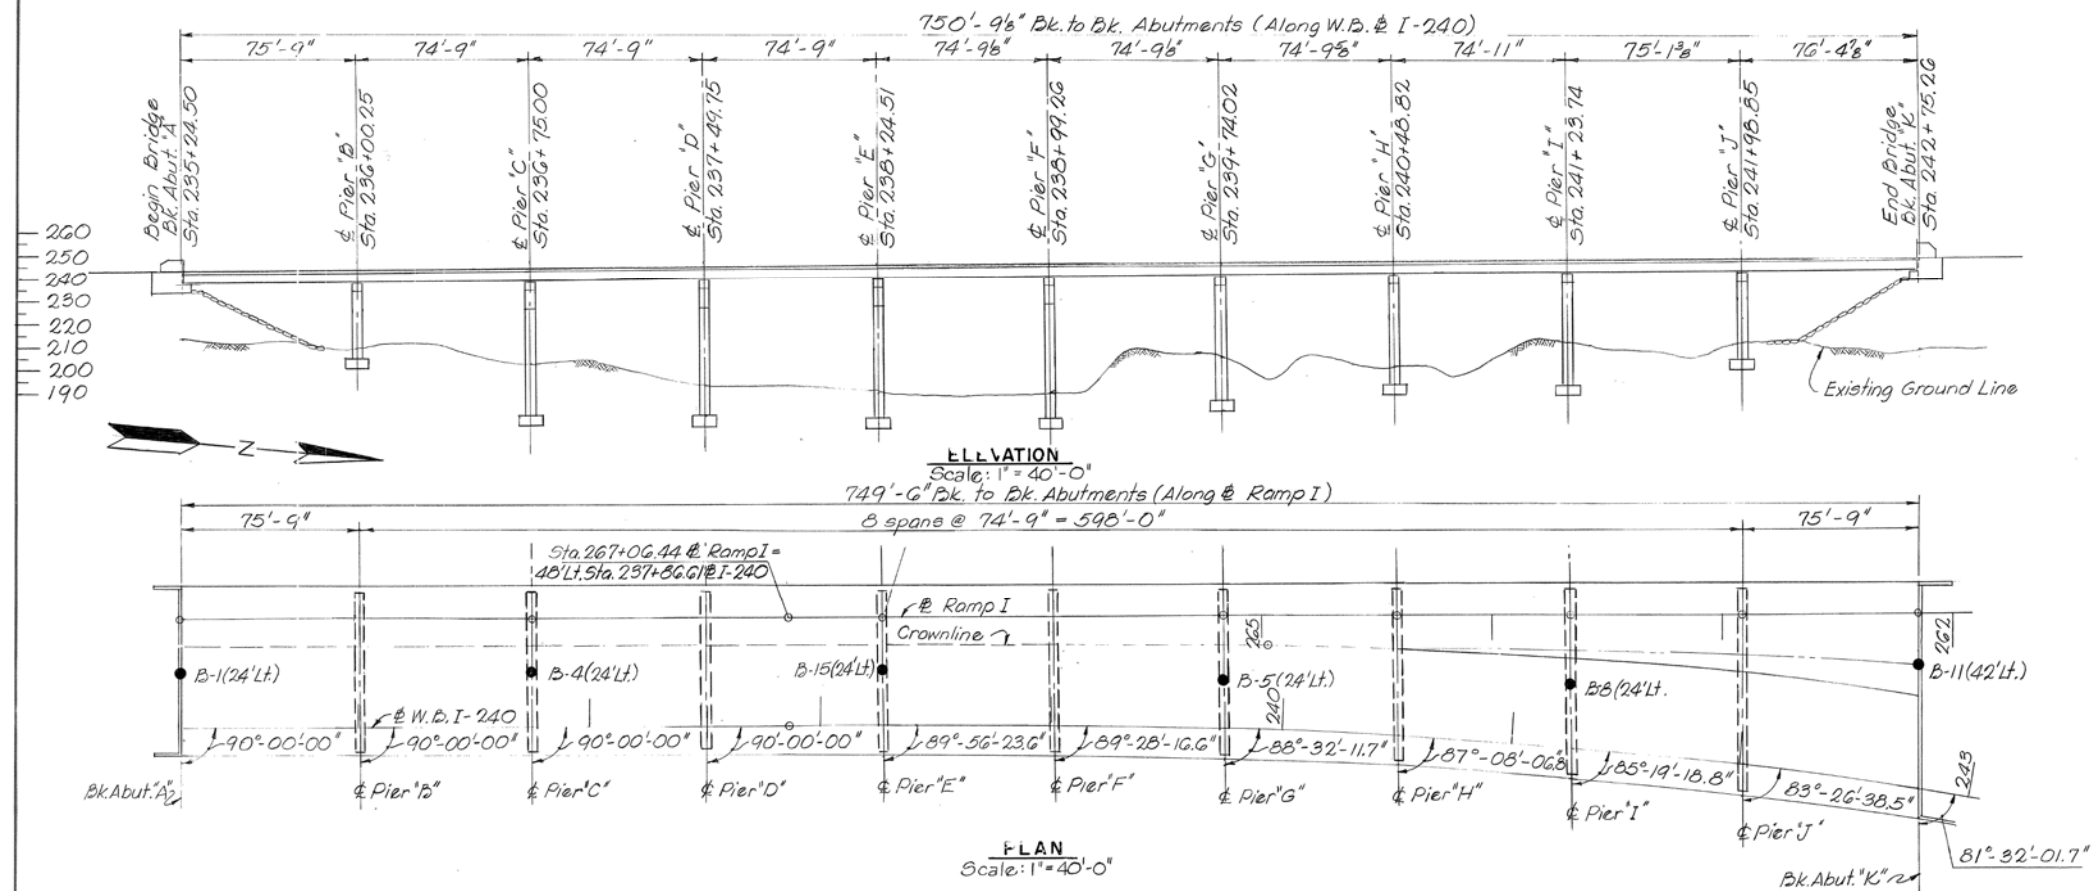 750'-9⅛" Bk. to Bk. Abutments (Along W.B. ℄ I-240)
75'-9" 74'-9" 74'-9" 74'-9" 74'-9⅛" 74'-9⅛" 74'-9⅝" 74'-11" 75'-1⅜" 76'-4⅞"
Begin Bridge
Bk. Abut. "A"
Sta. 235+24.50
℄ Pier "B"
Sta. 236+00.25
℄ Pier "C"
Sta. 236+75.00
℄ Pier "D"
Sta. 237+49.75
℄ Pier "E"
Sta. 238+24.51
℄ Pier "F"
Sta. 238+99.26
℄ Pier "G"
Sta. 239+74.02
℄ Pier "H"
Sta. 240+48.82
℄ Pier "I"
Sta. 241+23.74
℄ Pier "J"
Sta. 241+98.85
End Bridge
Bk. Abut. "K"
Sta. 242+75.26
260
250
240
230
220
210
200
190
Existing Ground Line
Z
ELEVATION
Scale: 1" = 40'-0"
749'-6" Bk. to Bk. Abutments (Along ℄ Ramp I)
75'-9" 8 spans @ 74'-9" = 598'-0" 75'-9"
Sta. 267+06.44 ℄ Ramp I =
48' Lt. Sta. 237+86.61 ℄ I-240
℄ Ramp I
Crownline
265
262
B-1 (24' Lt.) B-4 (24' Lt.) B-15 (24' Lt.) B-5 (24' Lt.) B-8 (24' Lt. B-11 (42' Lt.)
℄ W.B. I-240
240
243
90°-00'-00" 90°-00'-00" 90°-00'-00" 90'-00'-00" 89°-56'-23.6" 89°-28'-16.6" 88°-32'-11.7" 87°-08'-06.8 85°-19'-18.8" 83°-26'-38.5"
81°-32'-01.7"
Bk. Abut. "A" ℄ Pier "B" ℄ Pier "C" ℄ Pier "D" ℄ Pier "E" ℄ Pier "F" ℄ Pier "G" ℄ Pier "H" ℄ Pier "I" ℄ Pier "J"
Bk. Abut. "K"
PLAN
Scale: 1" = 40'-0"